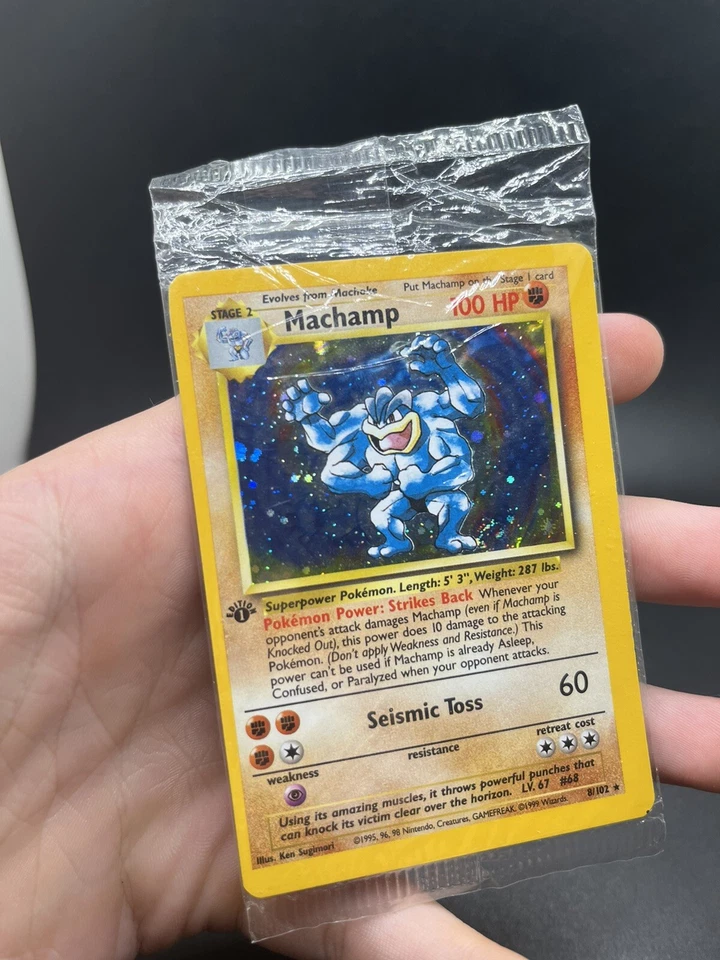 Evolves from Machoke
Put Machamp on the Stage 1 card
STAGE 2
Machamp
100 HP
Superpower Pokémon. Length: 5' 3", Weight: 287 lbs.
EDITION
1
Pokémon Power: Strikes Back Whenever your
opponent's attack damages Machamp (even if Machamp is
Knocked Out), this power does 10 damage to the attacking
Pokémon. (Don't apply Weakness and Resistance.) This
power can't be used if Machamp is already Asleep,
Confused, or Paralyzed when your opponent attacks.
Seismic Toss
60
weakness
resistance
retreat cost
Using its amazing muscles, it throws powerful punches that
can knock its victim clear over the horizon. LV. 67 #68
Illus. Ken Sugimori
©1995, 96, 98 Nintendo, Creatures, GAMEFREAK. ©1999 Wizards.
8/102 ★